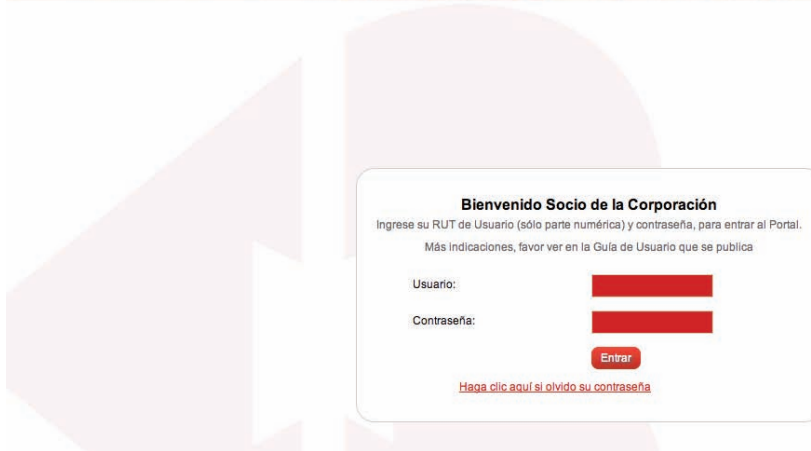 Bienvenido Socio de la Corporación
Ingrese su RUT de Usuario (sólo parte numérica) y contraseña, para entrar al Portal.
Más indicaciones, favor ver en la Guía de Usuario que se publica
Usuario:
Contraseña:
Entrar
Haga clic aquí si olvido su contraseña